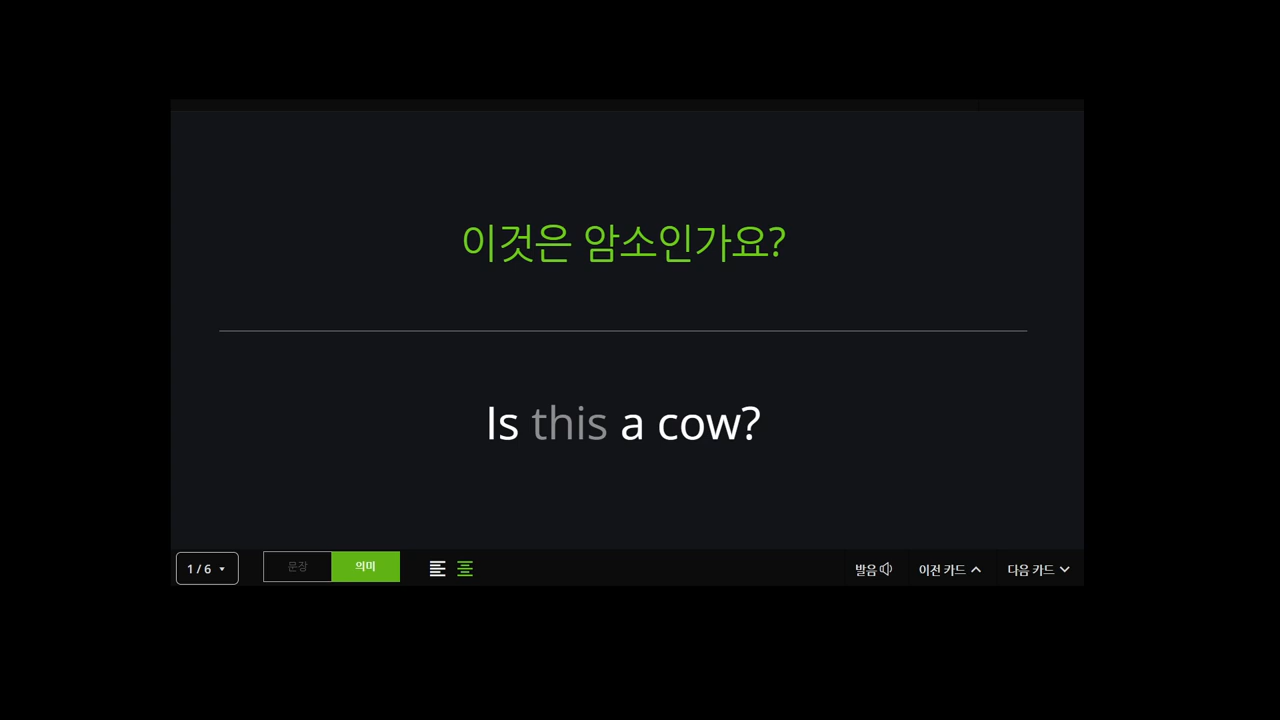 이것은 암소인가요?
Is this a cow?
1 / 6
문장
의미
발음
이전 카드
다음 카드